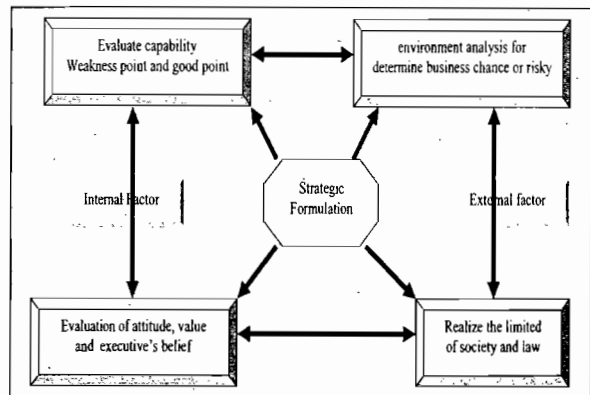 Evaluate capability
Weakness point and good point
environment analysis for
determine business chance or risky
Strategic
Formulation
Internal Factor
External factor
Evaluation of attitude, value
and executive's belief
Realize the limited
of society and law